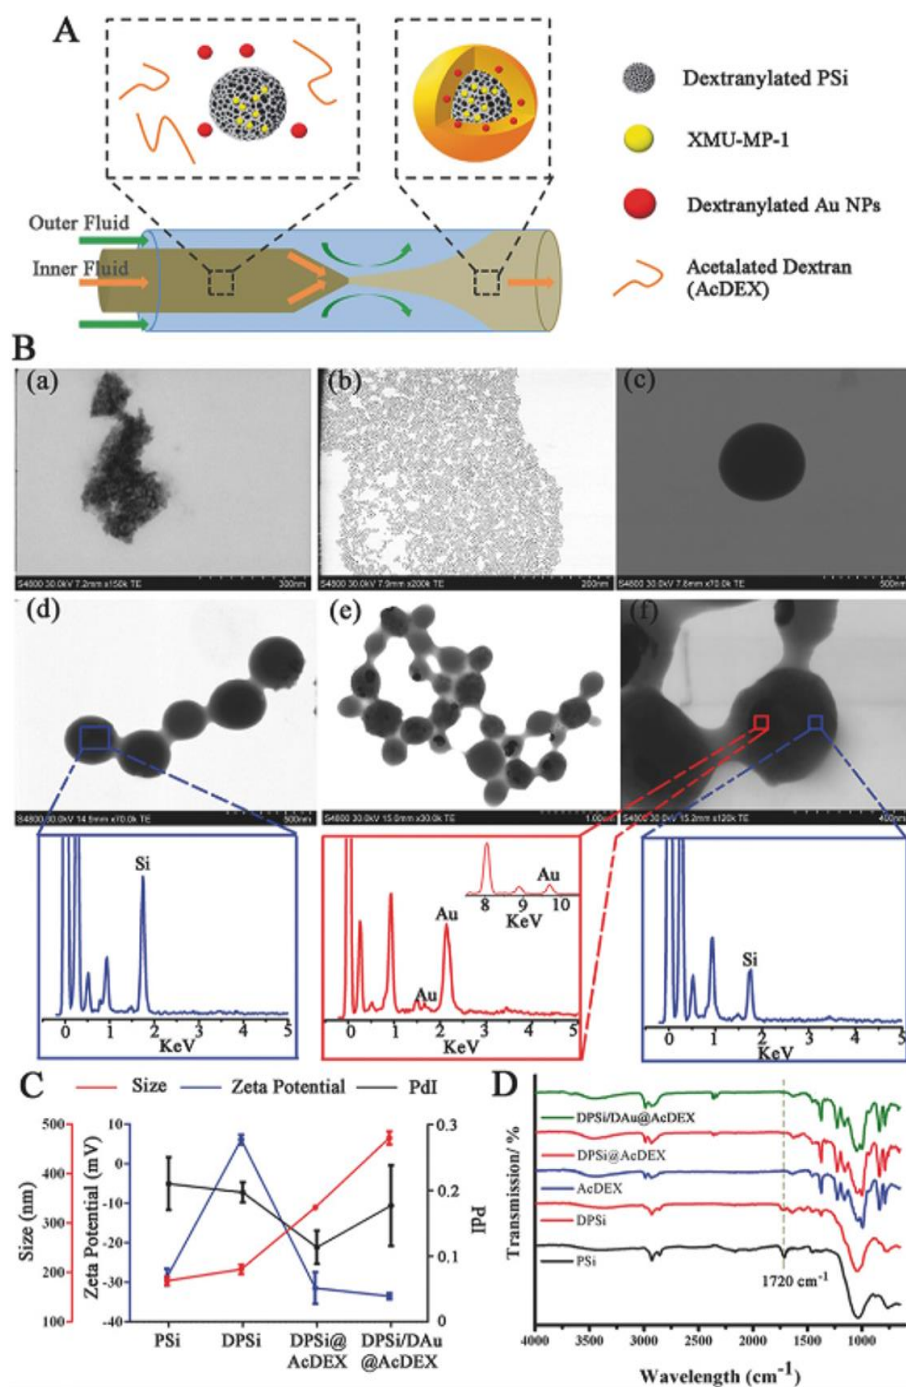 A
Dextranylated PSi
XMU-MP-1
Outer Fluid
Dextranylated Au NPs
Inner Fluid
Acetalated Dextran
(AcDEX)
B
(a)
(b)
(c)
S4800 30.0kV 7.2mm x150k TE 300nm
S4800 30.0kV 7.9mm x200k TE 200nm
S4800 30.0kV 7.8mm x70.0k TE 500nm
(d)
(e)
(f)
S4800 30.0kV 14.9mm x70.0k TE 500nm
S4800 30.0kV 15.0mm x30.0k TE 1.00um
S4800 30.0kV 15.2mm x120k TE 400nm
Si
0 1 2 3 4 5
KeV
Au
8 9 10
KeV
Au
Au
0 1 2 3 4 5
KeV
Si
0 1 2 3 4 5
KeV
C
Size
Zeta Potential
PdI
Size (nm)
500
400
300
200
100
Zeta Potential (mV)
10
0
-10
-20
-30
-40
0.3
0.2
0.1
0
PdI
PSi
DPSi
DPSi@
AcDEX
DPSi/DAu
@AcDEX
D
Transmission/ %
DPSi/DAu@AcDEX
DPSi@AcDEX
AcDEX
DPSi
PSi
1720 cm-1
4000 3000 2000 1000
Wavelength (cm-1)